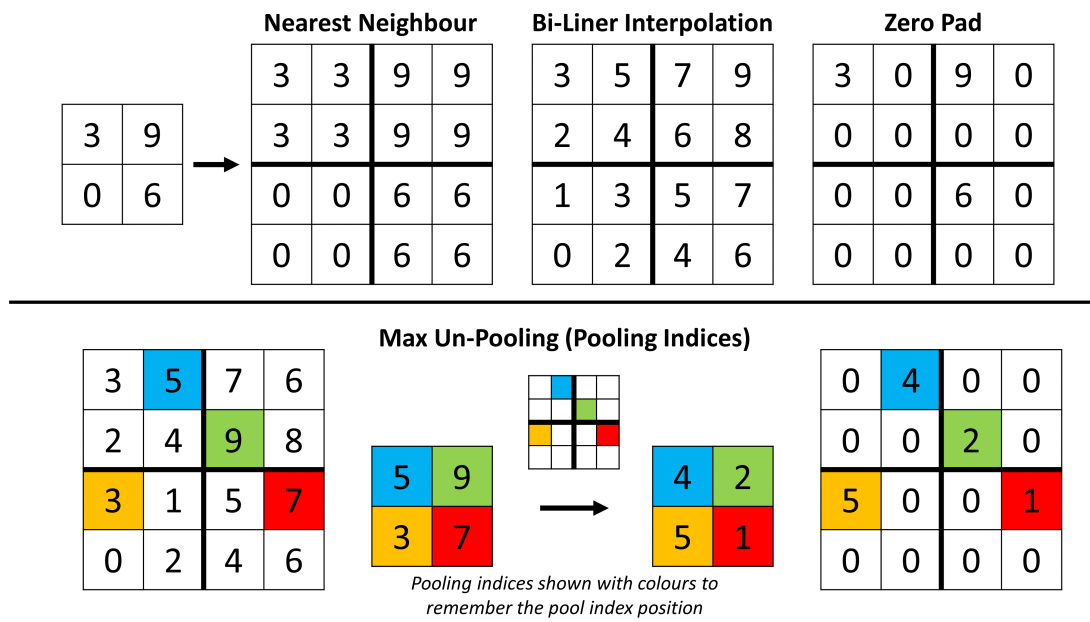 Nearest Neighbour
Bi-Liner Interpolation
Zero Pad
3 9
0 6
3 3 9 9
3 3 9 9
0 0 6 6
0 0 6 6
3 5 7 9
2 4 6 8
1 3 5 7
0 2 4 6
3 0 9 0
0 0 0 0
0 0 6 0
0 0 0 0
Max Un-Pooling (Pooling Indices)
3 5 7 6
2 4 9 8
3 1 5 7
0 2 4 6
5 9
3 7
4 2
5 1
Pooling indices shown with colours to
remember the pool index position
0 4 0 0
0 0 2 0
5 0 0 1
0 0 0 0